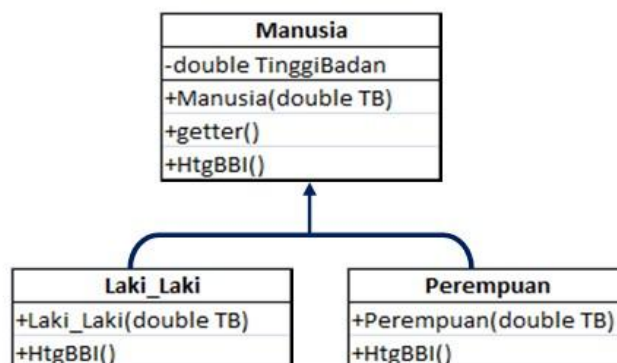 Manusia
-double TinggiBadan
+Manusia(double TB)
+getter()
+HtgBBI()
Laki_Laki
+Laki_Laki(double TB)
+HtgBBI()
Perempuan
+Perempuan(double TB)
+HtgBBI()